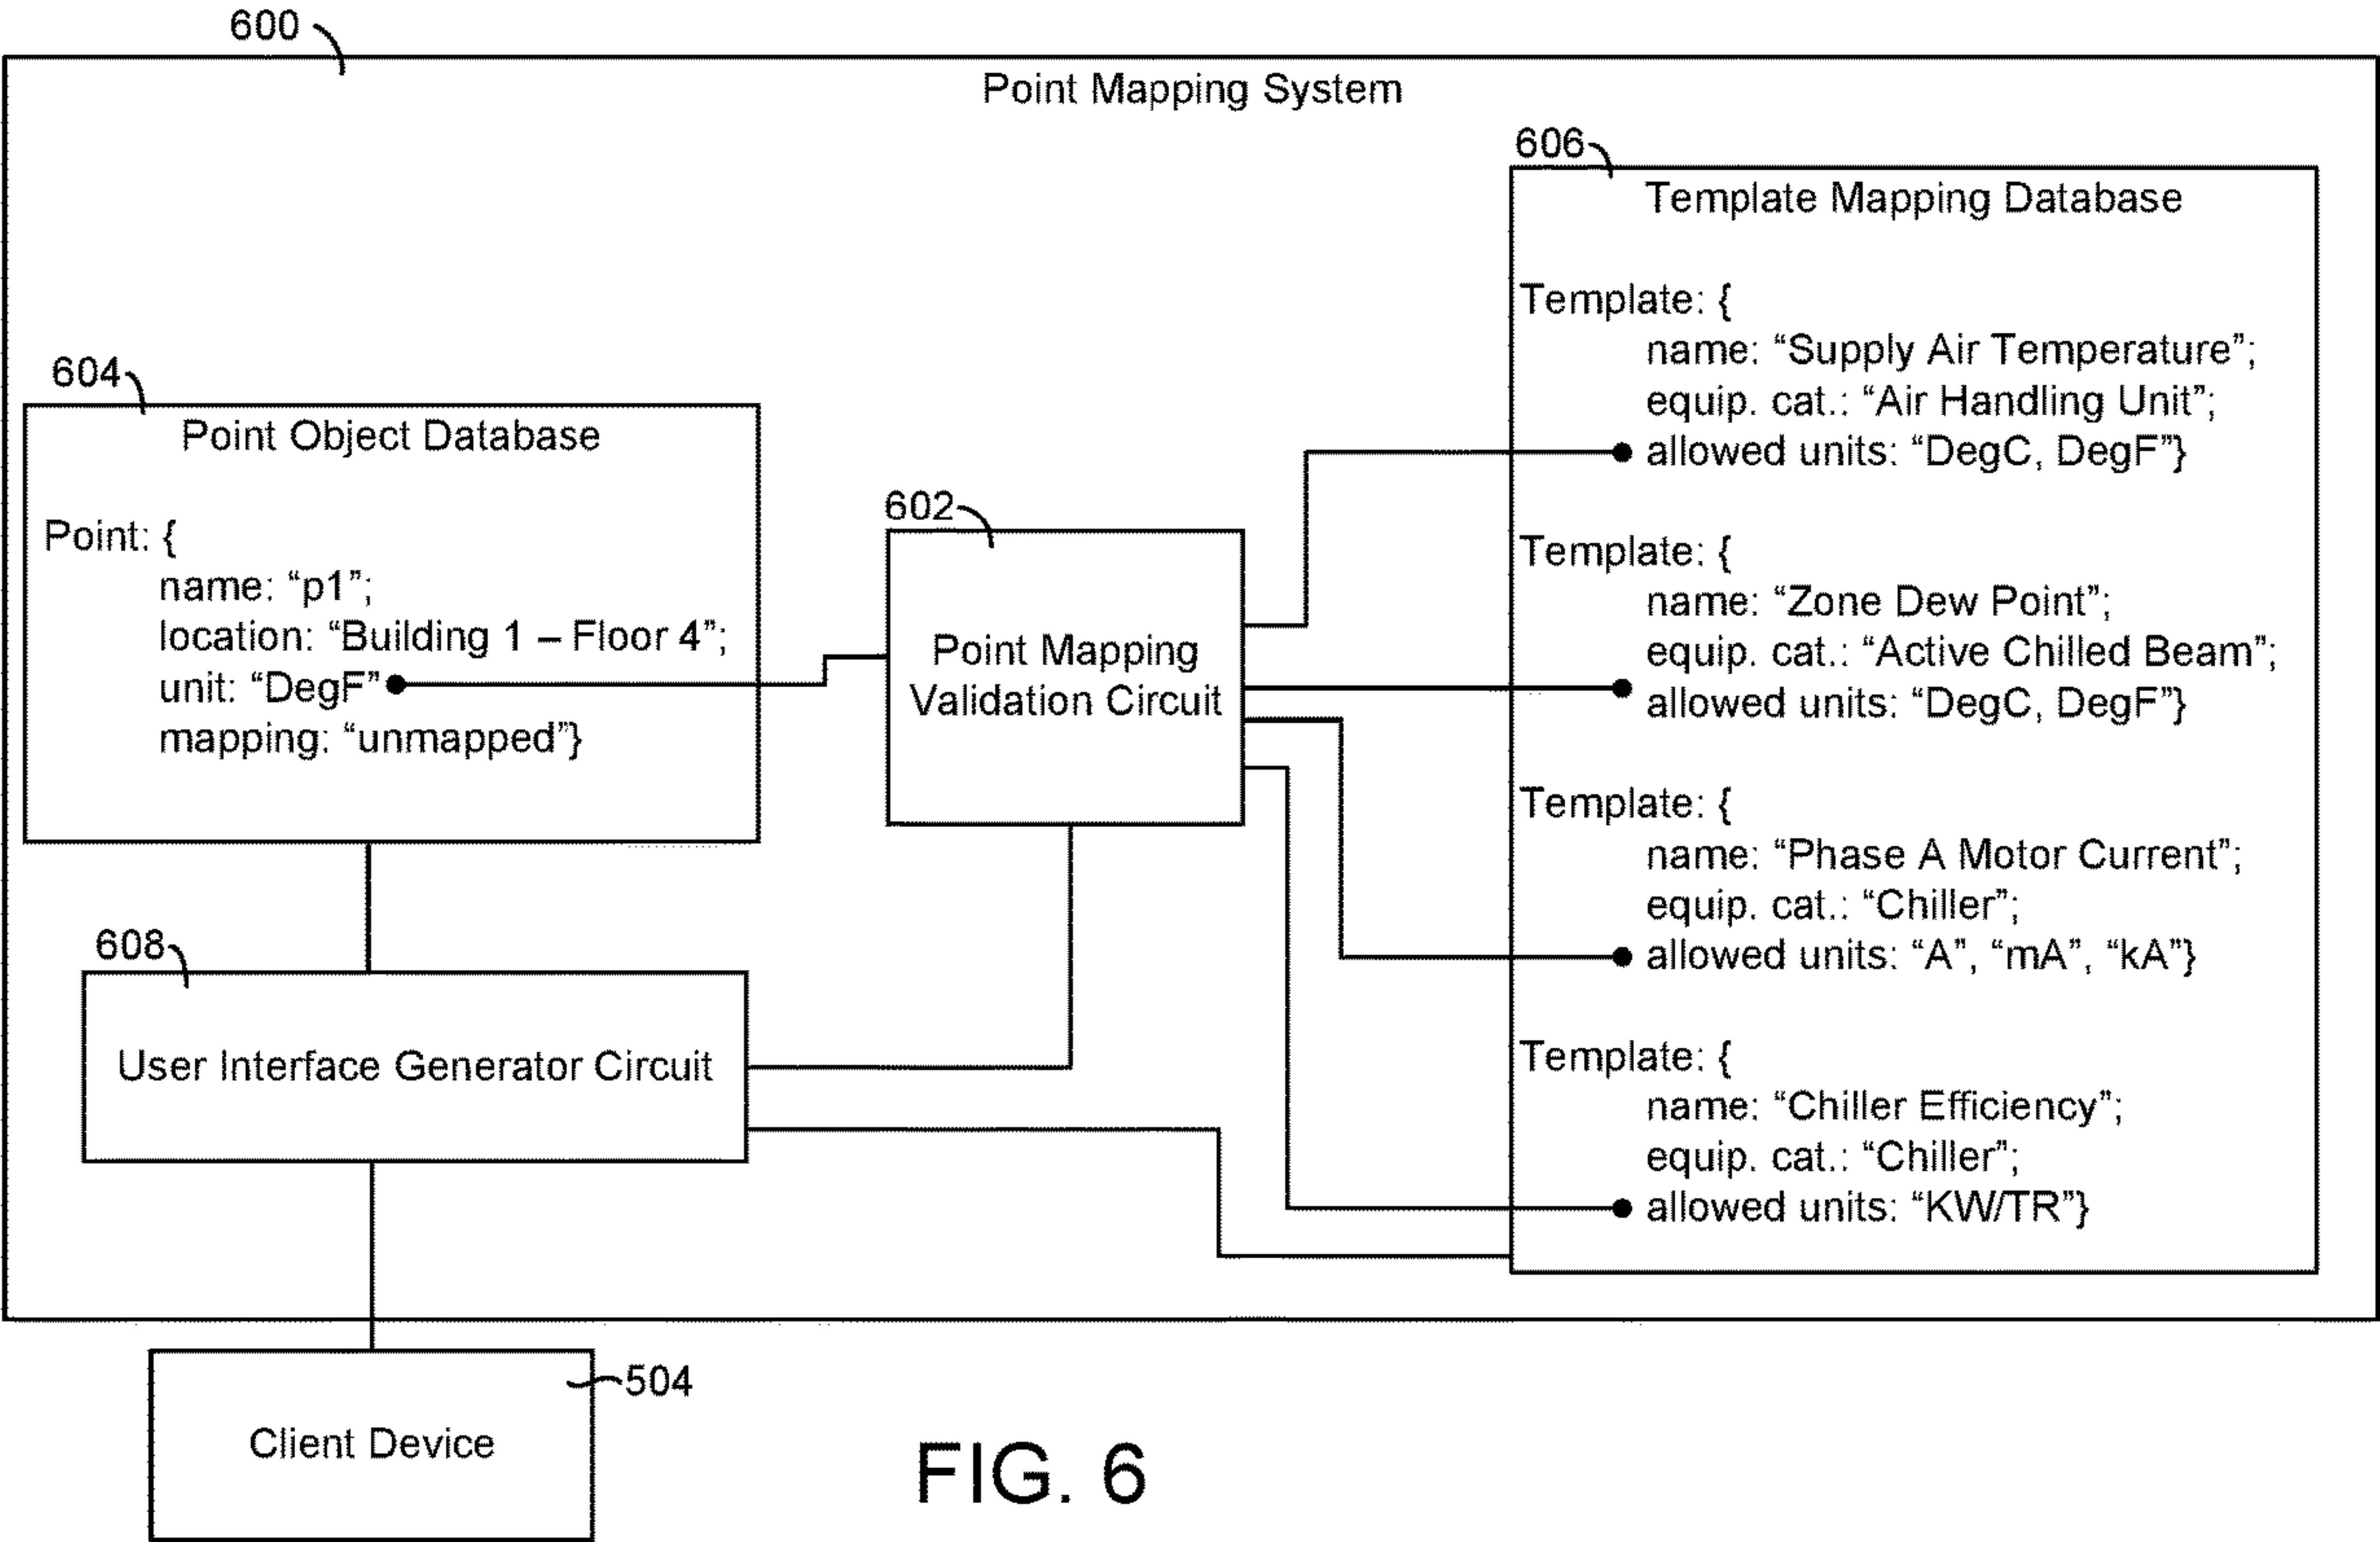 600
Point Mapping System
606
Template Mapping Database
Template: {
name: “Supply Air Temperature”;
equip. cat.: “Air Handling Unit”;
allowed units: “DegC, DegF”}
Template: {
name: “Zone Dew Point”;
equip. cat.: “Active Chilled Beam”;
allowed units: “DegC, DegF”}
Template: {
name: “Phase A Motor Current”;
equip. cat.: “Chiller”;
allowed units: “A”, “mA”, “kA”}
Template: {
name: “Chiller Efficiency”;
equip. cat.: “Chiller”;
allowed units: “KW/TR”}
604
Point Object Database
Point: {
name: “p1”;
location: “Building 1 – Floor 4”;
unit: “DegF”
mapping: “unmapped”}
602
Point Mapping
Validation Circuit
608
User Interface Generator Circuit
504
Client Device
FIG. 6